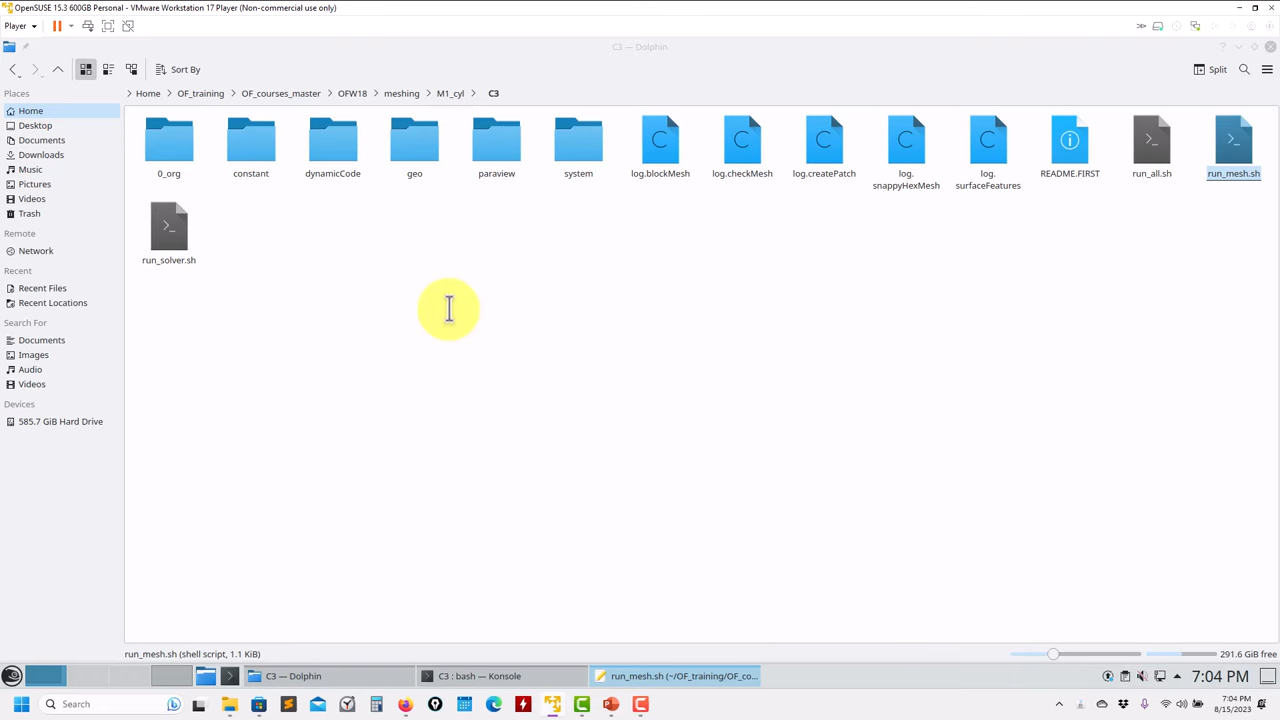 OpenSUSE 15.3 600GB Personal - VMware Workstation 17 Player (Non-commercial use only)
Player
C3 — Dolphin
Sort By
Split
Places
Home OF_training OF_courses_master OFW18 meshing M1_cyl C3
Home
Desktop
Documents
Downloads
Music
Pictures
Videos
Trash
Remote
Network
Recent
Recent Files
Recent Locations
Search For
Documents
Images
Audio
Videos
Devices
585.7 GiB Hard Drive
0_org
constant
dynamicCode
geo
paraview
system
log.blockMesh
log.checkMesh
log.createPatch
log.
snappyHexMesh
log.
surfaceFeatures
README.FIRST
run_all.sh
run_mesh.sh
run_solver.sh
run_mesh.sh (shell script, 1.1 KiB)
291.6 GiB free
C3 — Dolphin
C3 : bash — Konsole
run_mesh.sh (~/OF_training/OF_co...
7:04 PM
Search
7:04 PM
8/15/2023